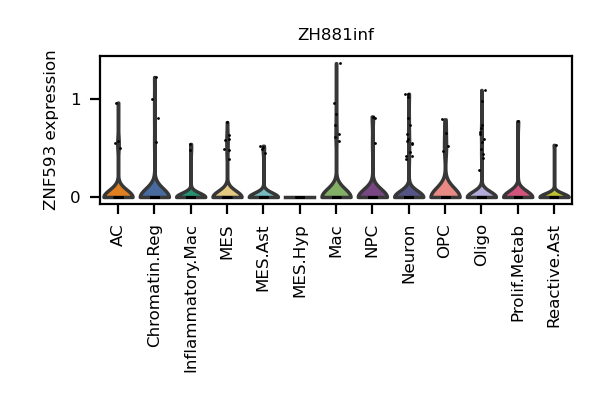 ZH881inf
ZNF593 expression
1
0
AC
Chromatin.Reg
Inflammatory.Mac
MES
MES.Ast
MES.Hyp
Mac
NPC
Neuron
OPC
Oligo
Prolif.Metab
Reactive.Ast